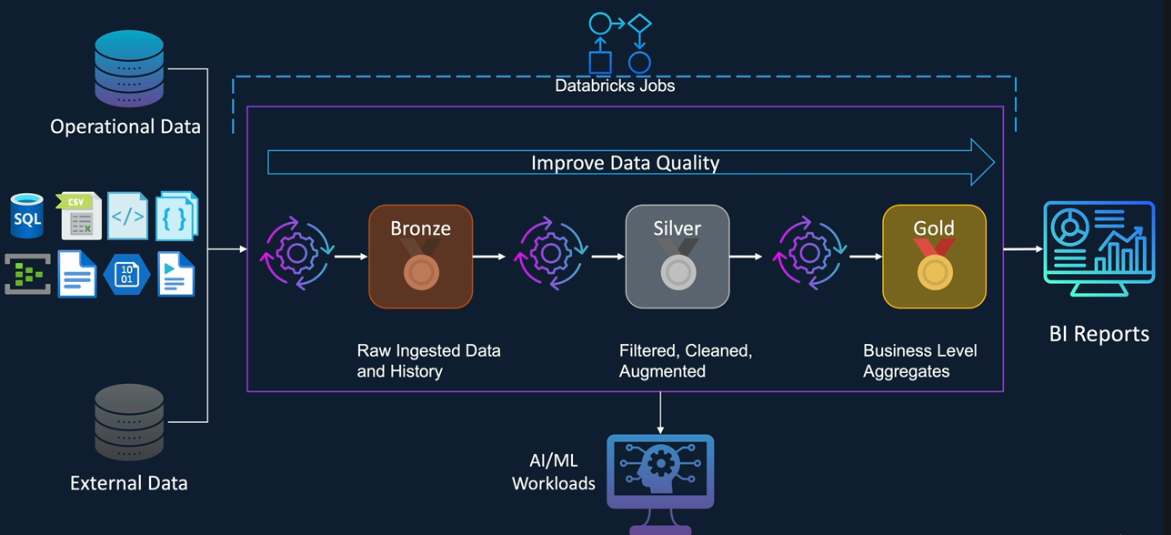 Databricks Jobs
Operational Data
Improve Data Quality
SQL
CSV
</>
{ }
Bronze
Silver
Gold
10
01
BI Reports
Raw Ingested Data
and History
Filtered, Cleaned,
Augmented
Business Level
Aggregates
External Data
AI/ML
Workloads